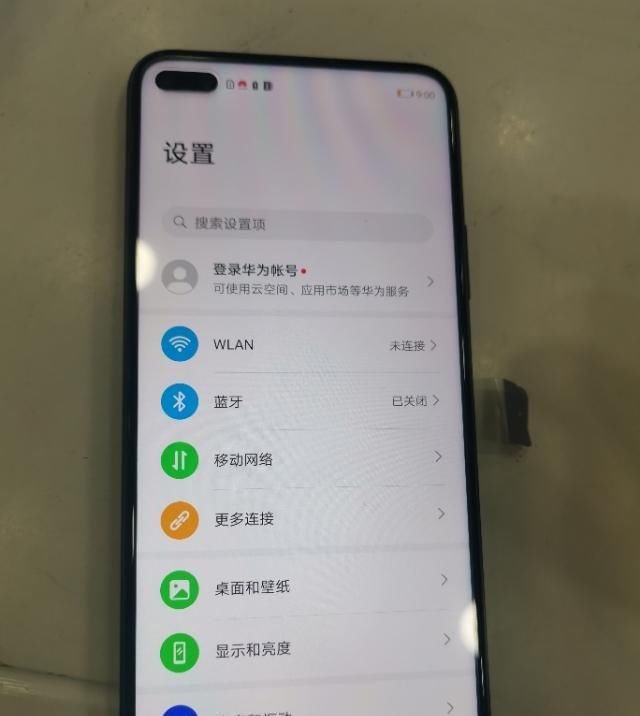 9:00
设置
搜索设置项
登录华为帐号
可使用云空间、应用市场等华为服务
WLAN 未连接
蓝牙 已关闭
移动网络
更多连接
桌面和壁纸
显示和亮度